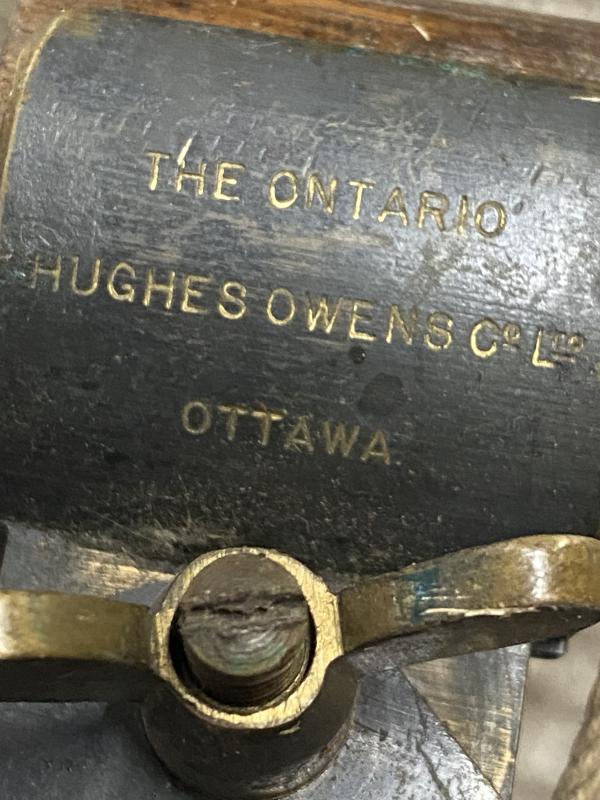 THE ONTARIO
HUGHES OWENS Co LTD
OTTAWA